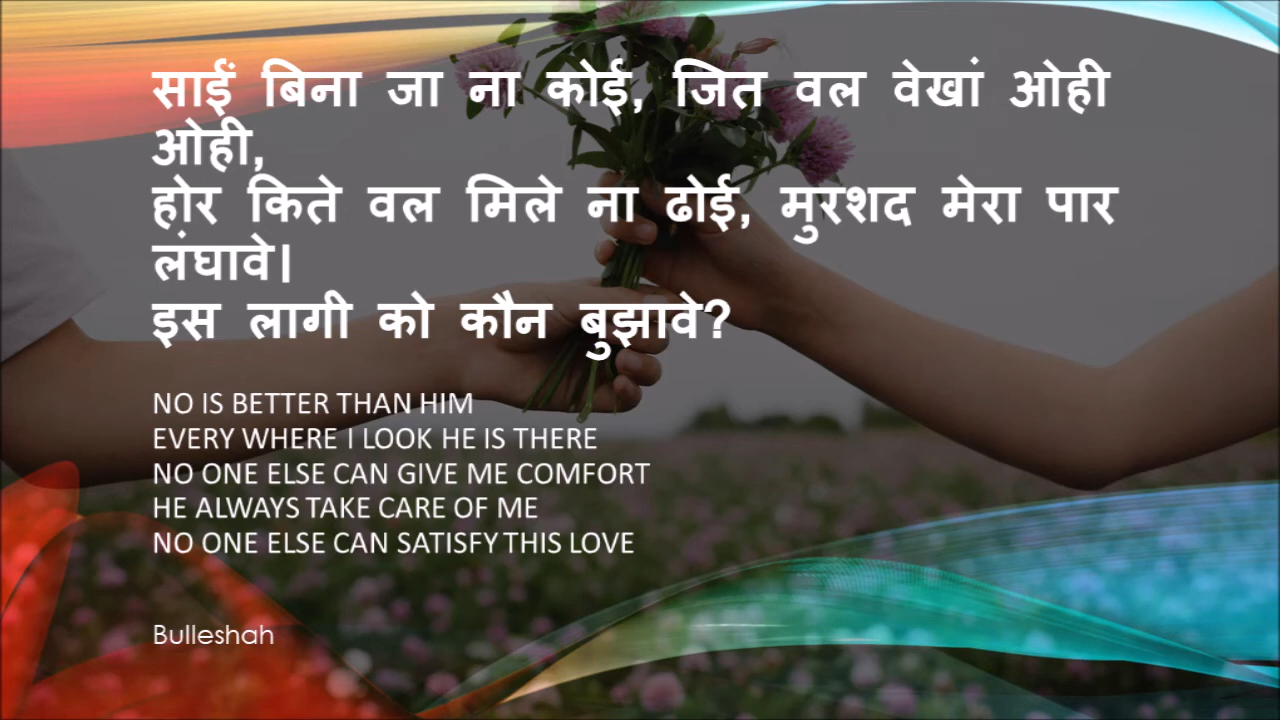 साईं बिना जा ना कोई, जित वल वेखां ओही
ओही,
होर किते वल मिले ना ढोई, मुरशद मेरा पार
लंघावे।
इस लागी को कौन बुझावे?
NO IS BETTER THAN HIM
EVERY WHERE I LOOK HE IS THERE
NO ONE ELSE CAN GIVE ME COMFORT
HE ALWAYS TAKE CARE OF ME
NO ONE ELSE CAN SATISFY THIS LOVE
Bulleshah